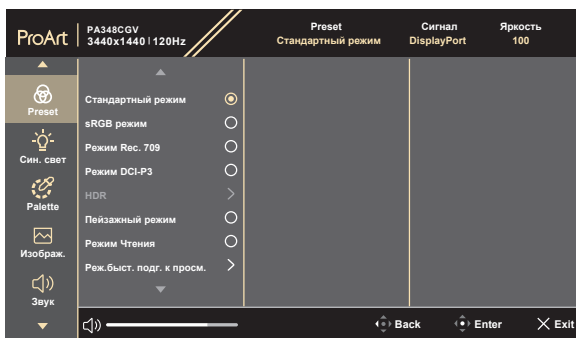 ProArt
PA348CGV
3440x1440 | 120Hz
Preset
Стандартный режим
Сигнал
DisplayPort
Яркость
100
Preset
Син. свет
Palette
Изображ.
Звук
Стандартный режим
sRGB режим
Режим Rec. 709
Режим DCI-P3
HDR
Пейзажный режим
Режим Чтения
Реж.быст. подг. к просм.
Back
Enter
Exit